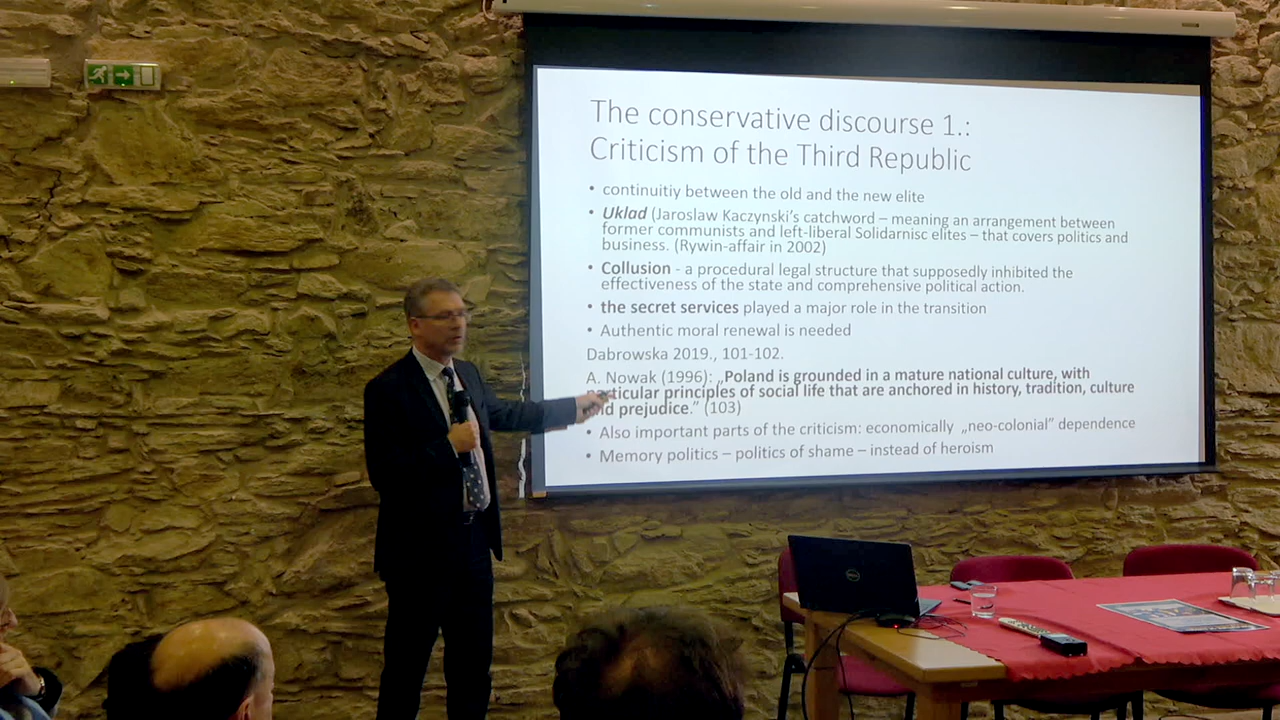 The conservative discourse 1.:
Criticism of the Third Republic
• continuitiy between the old and the new elite
• Uklad (Jaroslaw Kaczynski's catchword – meaning an arrangement between
former communists and left-liberal Solidarnisc elites – that covers politics and
business. (Rywin-affair in 2002)
• Collusion - a procedural legal structure that supposedly inhibited the
effectiveness of the state and comprehensive political action.
• the secret services played a major role in the transition
• Authentic moral renewal is needed
Dabrowska 2019., 101-102.
A. Nowak (1996): „Poland is grounded in a mature national culture, with
principles of social life that are anchored in history, tradition, culture
prejudice." (103)
• Also important parts of the criticism: economically „neo-colonial" dependence
• Memory politics – politics of shame – instead of heroism
DELL